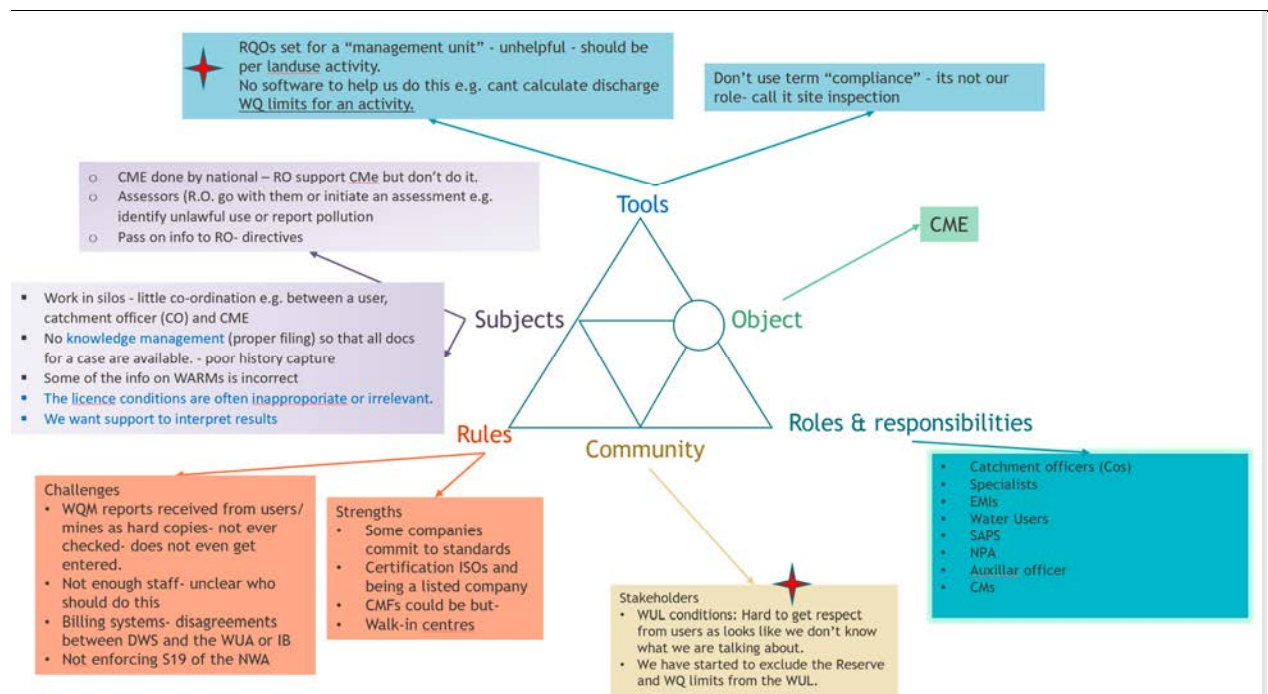 RQOs set for a “management unit” - unhelpful - should be
per landuse activity.
No software to help us do this e.g. cant calculate discharge
WQ limits for an activity.
Don’t use term “compliance” - its not our
role- call it site inspection
o CME done by national – RO support CMe but don’t do it.
o Assessors (R.O. go with them or initiate an assessment e.g.
identify unlawful use or report pollution
o Pass on info to RO- directives
Tools
CME
▪ Work in silos - little co-ordination e.g. between a user,
catchment officer (CO) and CME
▪ No knowledge management (proper filing) so that all docs
for a case are available. - poor history capture
▪ Some of the info on WARMs is incorrect
▪ The licence conditions are often inapproporiate or irrelevant.
▪ We want support to interpret results
Subjects
Object
Rules
Community
Roles & responsibilities
Challenges
• WQM reports received from users/
mines as hard copies- not ever
checked- does not even get
entered.
• Not enough staff- unclear who
should do this
• Billing systems- disagreements
between DWS and the WUA or IB
• Not enforcing S19 of the NWA
Strengths
• Some companies
commit to standards
• Certification ISOs and
being a listed company
• CMFs could be but-
• Walk-in centres
Stakeholders
• WUL conditions: Hard to get respect
from users as looks like we don’t know
what we are talking about.
• We have started to exclude the Reserve
and WQ limits from the WUL.
• Catchment officers (Cos)
• Specialists
• EMIs
• Water Users
• SAPS
• NPA
• Auxillar officer
• CMs